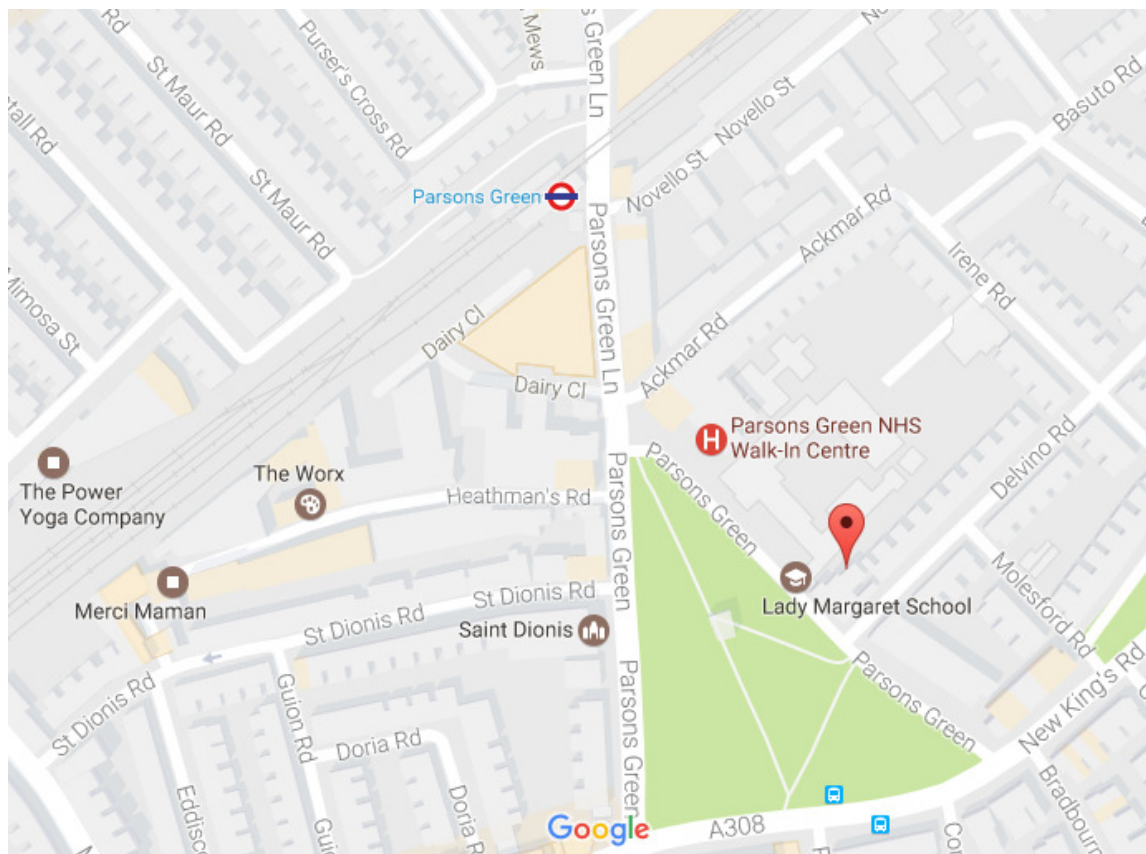 St Maur Rd
Purser's Cross Rd
Mews
Parsons Green Ln
Novello St
Basuto Rd
St Maur Rd
Parsons Green
Novello St
Ackmar Rd
Irene Rd
Parsons Green Ln
Mimosa St
Dairy Cl
Dairy Cl
Ackmar Rd
Delvino Rd
H
Parsons Green NHS
Walk-In Centre
Parsons Green
Parsons Green
The Worx
Heathman's Rd
The Power
Yoga Company
Merci Maman
St Dionis Rd
Lady Margaret School
Molesford Rd
St Dionis Rd
Saint Dionis
St Dionis Rd
Guion Rd
Parsons Green
Parsons Green
New King's Rd
Doria Rd
Doria Rd
Google
A308